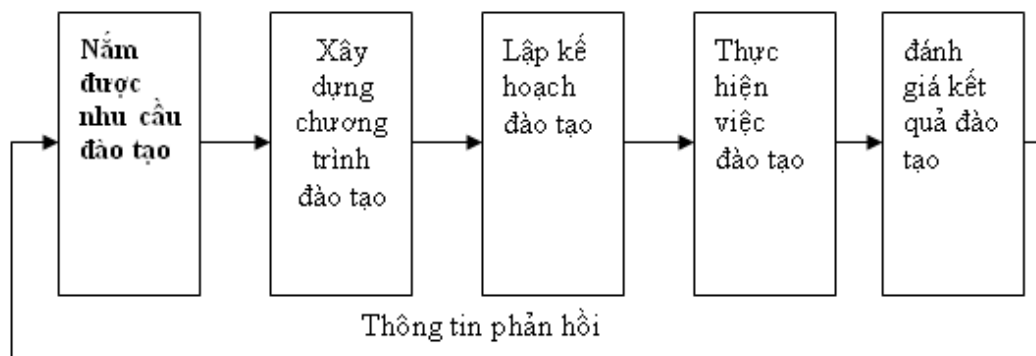 Nắm
được
nhu cầu
đào tạo
Xây
dựng
chương
trình
đào tạo
Lập kế
hoạch
đào tạo
Thực
hiện
việc
đào tạo
đánh
giá kết
quả đào
tạo
Thông tin phản hồi